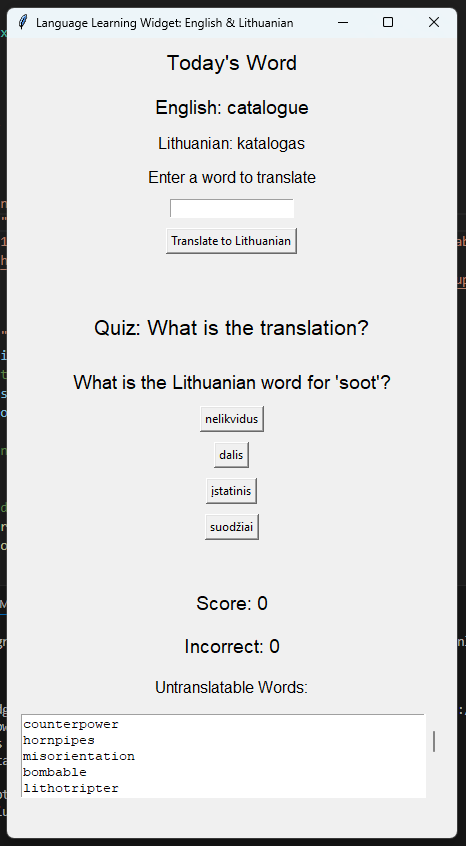 Language Learning Widget: English & Lithuanian
Today's Word
English: catalogue
Lithuanian: katalogas
Enter a word to translate
Translate to Lithuanian
Quiz: What is the translation?
What is the Lithuanian word for 'soot'?
nelikvidus
dalis
įstatinis
suodžiai
Score: 0
Incorrect: 0
Untranslatable Words:
counterpower
hornpipes
misorientation
bombable
lithotripter